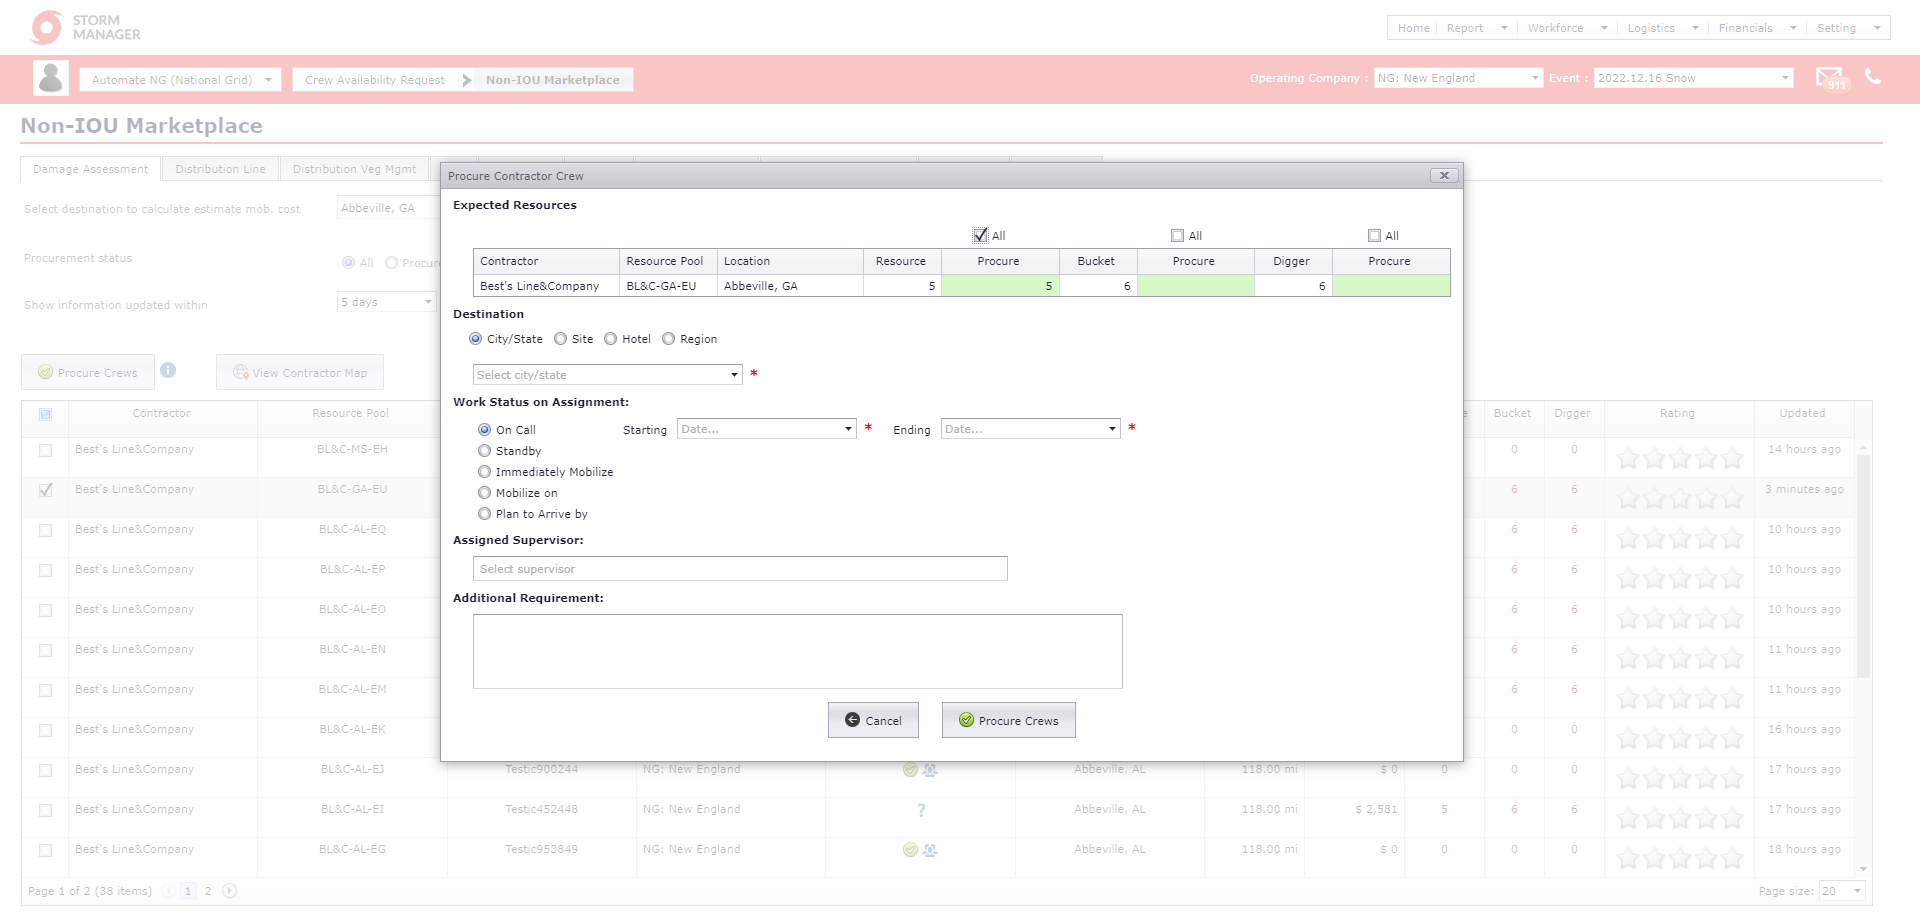 STORM
MANAGER
Home Report Workforce Logistics Financials Setting
Automate NG (National Grid) Crew Availability Request Non-IOU Marketplace Operating Company : NG: New England Event : 2022.12.16 Snow 911
Non-IOU Marketplace
Damage Assessment Distribution Line Distribution Veg Mgmt
Select destination to calculate estimate mob. cost Abbeville, GA
Procurement status All Procure
Show information updated within 5 days
Procure Crews View Contractor Map
Procure Contractor Crew
Expected Resources
All All All
Contractor Resource Pool Location Resource Procure Bucket Procure Digger Procure
Best's Line&Company BL&C-GA-EU Abbeville, GA 5 5 6 6
Destination
City/State Site Hotel Region
Select city/state *
Work Status on Assignment:
On Call Starting Date... * Ending Date... *
Standby
Immediately Mobilize
Mobilize on
Plan to Arrive by
Assigned Supervisor:
Select supervisor
Additional Requirement:
Cancel Procure Crews
Contractor Resource Pool Bucket Digger Rating Updated
Best's Line&Company BL&C-MS-EH 0 0 14 hours ago
Best's Line&Company BL&C-GA-EU 6 6 3 minutes ago
Best's Line&Company BL&C-AL-EQ 6 6 10 hours ago
Best's Line&Company BL&C-AL-EP 6 6 10 hours ago
Best's Line&Company BL&C-AL-EO 6 6 10 hours ago
Best's Line&Company BL&C-AL-EN 6 6 11 hours ago
Best's Line&Company BL&C-AL-EM 6 6 11 hours ago
Best's Line&Company BL&C-AL-EK 0 0 16 hours ago
Best's Line&Company BL&C-AL-EJ Testic900244 NG: New England Abbeville, AL 118.00 mi $ 0 0 0 0 17 hours ago
Best's Line&Company BL&C-AL-EI Testic452448 NG: New England ? Abbeville, AL 118.00 mi $ 2,581 5 6 6 17 hours ago
Best's Line&Company BL&C-AL-EG Testic953849 NG: New England Abbeville, AL 118.00 mi $ 0 0 0 0 18 hours ago
Page 1 of 2 (38 items) 1 2 Page size: 20